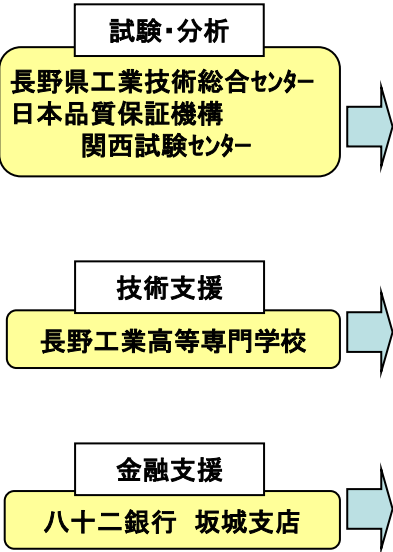 試験・分析
長野県工業技術総合センター
日本品質保証機構
関西試験センター
技術支援
長野工業高等専門学校
金融支援
八十二銀行 坂城支店